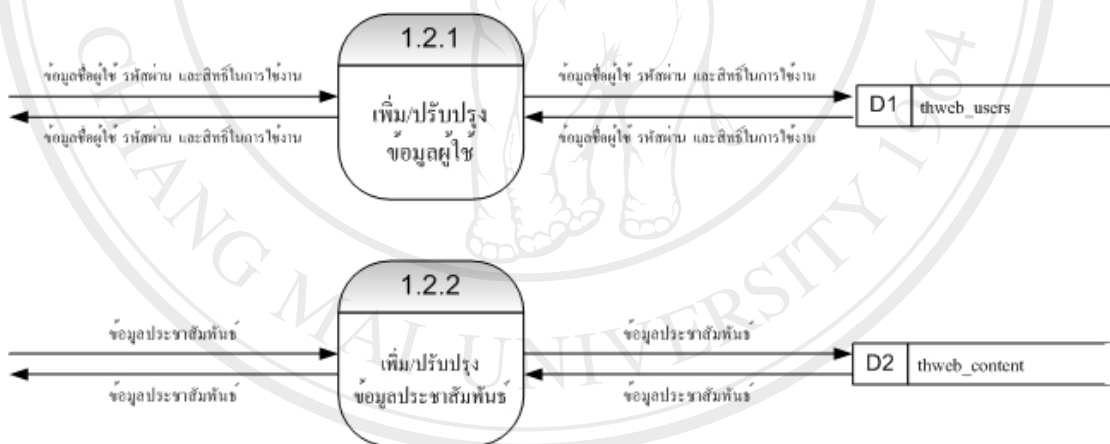 1.2.1
ข้อมูลชื่อผู้ใช้ รหัสผ่าน และสิทธิ์ในการใช้งาน
ข้อมูลชื่อผู้ใช้ รหัสผ่าน และสิทธิ์ในการใช้งาน
เพิ่ม/ปรับปรุง
ข้อมูลผู้ใช้
ข้อมูลชื่อผู้ใช้ รหัสผ่าน และสิทธิ์ในการใช้งาน
ข้อมูลชื่อผู้ใช้ รหัสผ่าน และสิทธิ์ในการใช้งาน
D1 thweb_users
1.2.2
ข้อมูลประชาสัมพันธ์
ข้อมูลประชาสัมพันธ์
เพิ่ม/ปรับปรุง
ข้อมูลประชาสัมพันธ์
ข้อมูลประชาสัมพันธ์
ข้อมูลประชาสัมพันธ์
D2 thweb_content
CHIANG MAI UNIVERSITY 1964